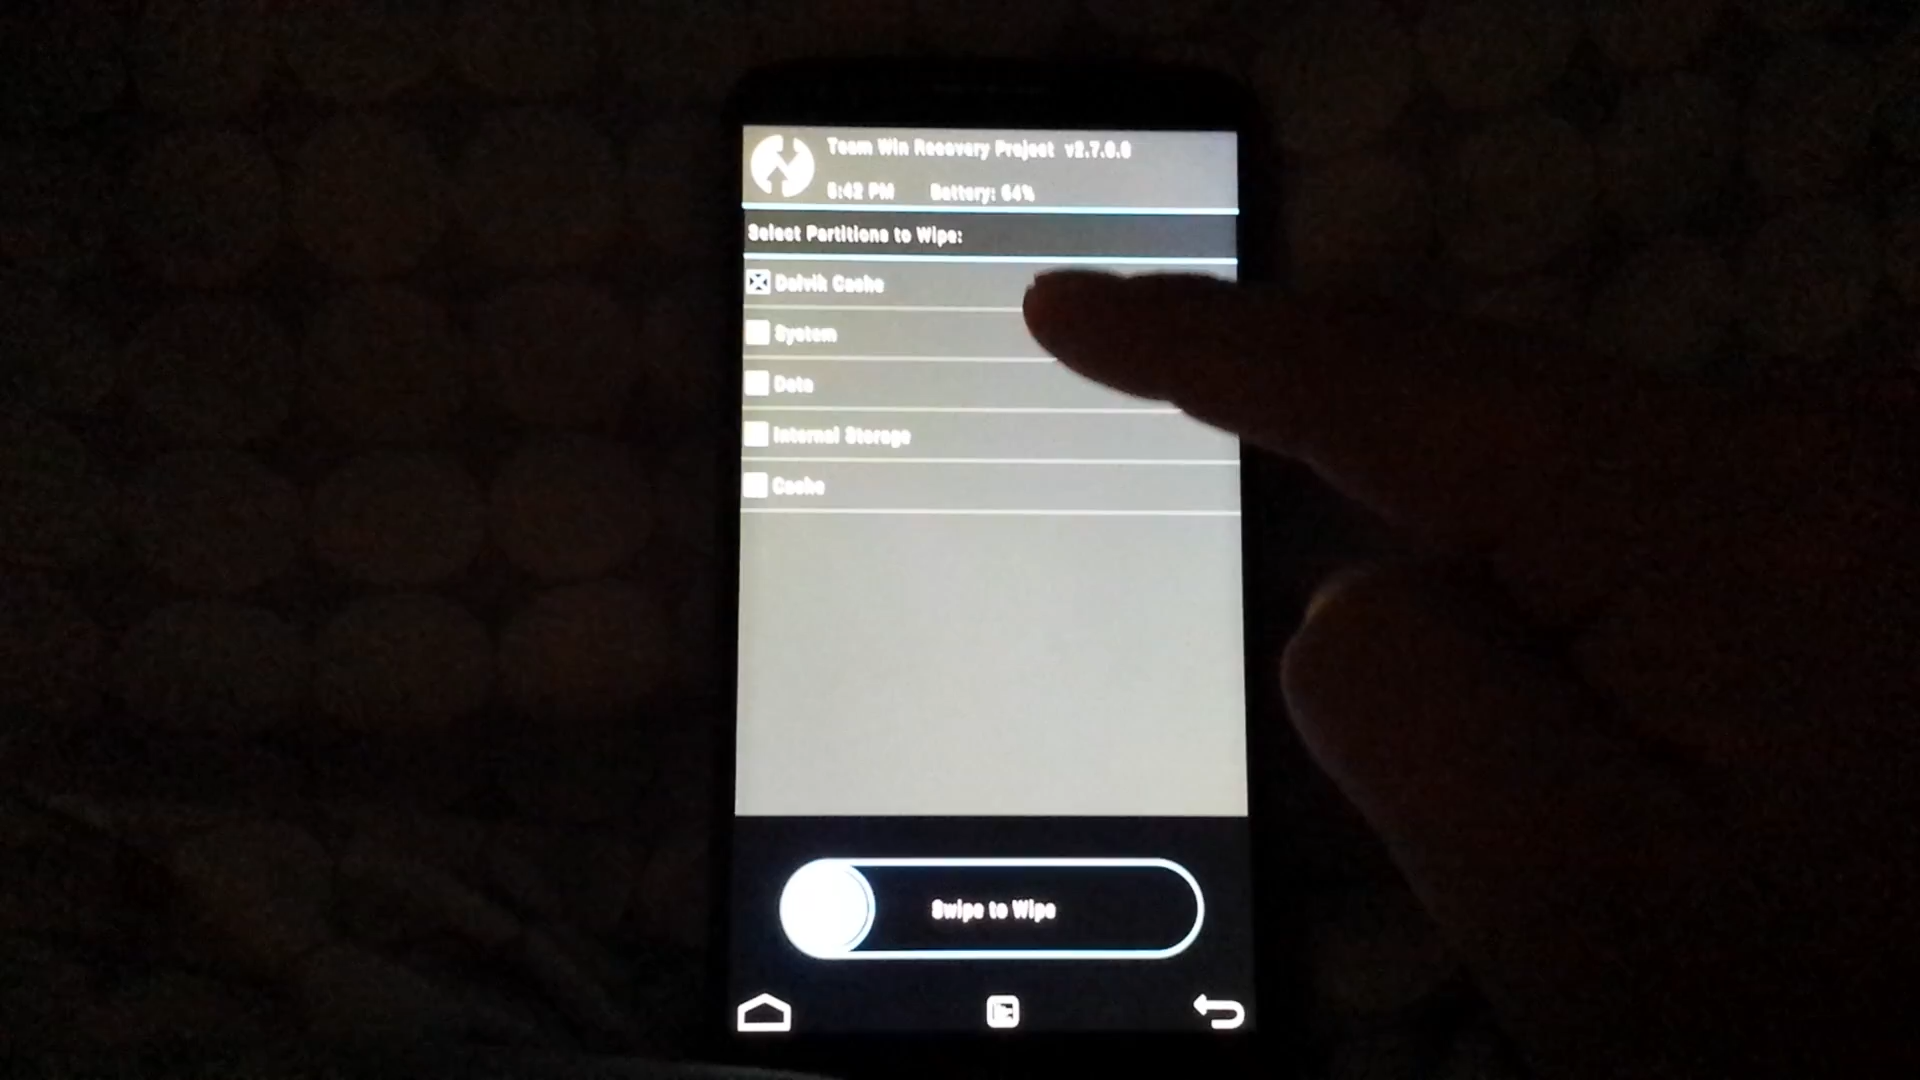 Team Win Recovery Project v2.7.0.0
5:42 PM Battery: 64%
Select Partitions to Wipe:
Dalvik Cache
System
Data
Internal Storage
Cache
Swipe to Wipe